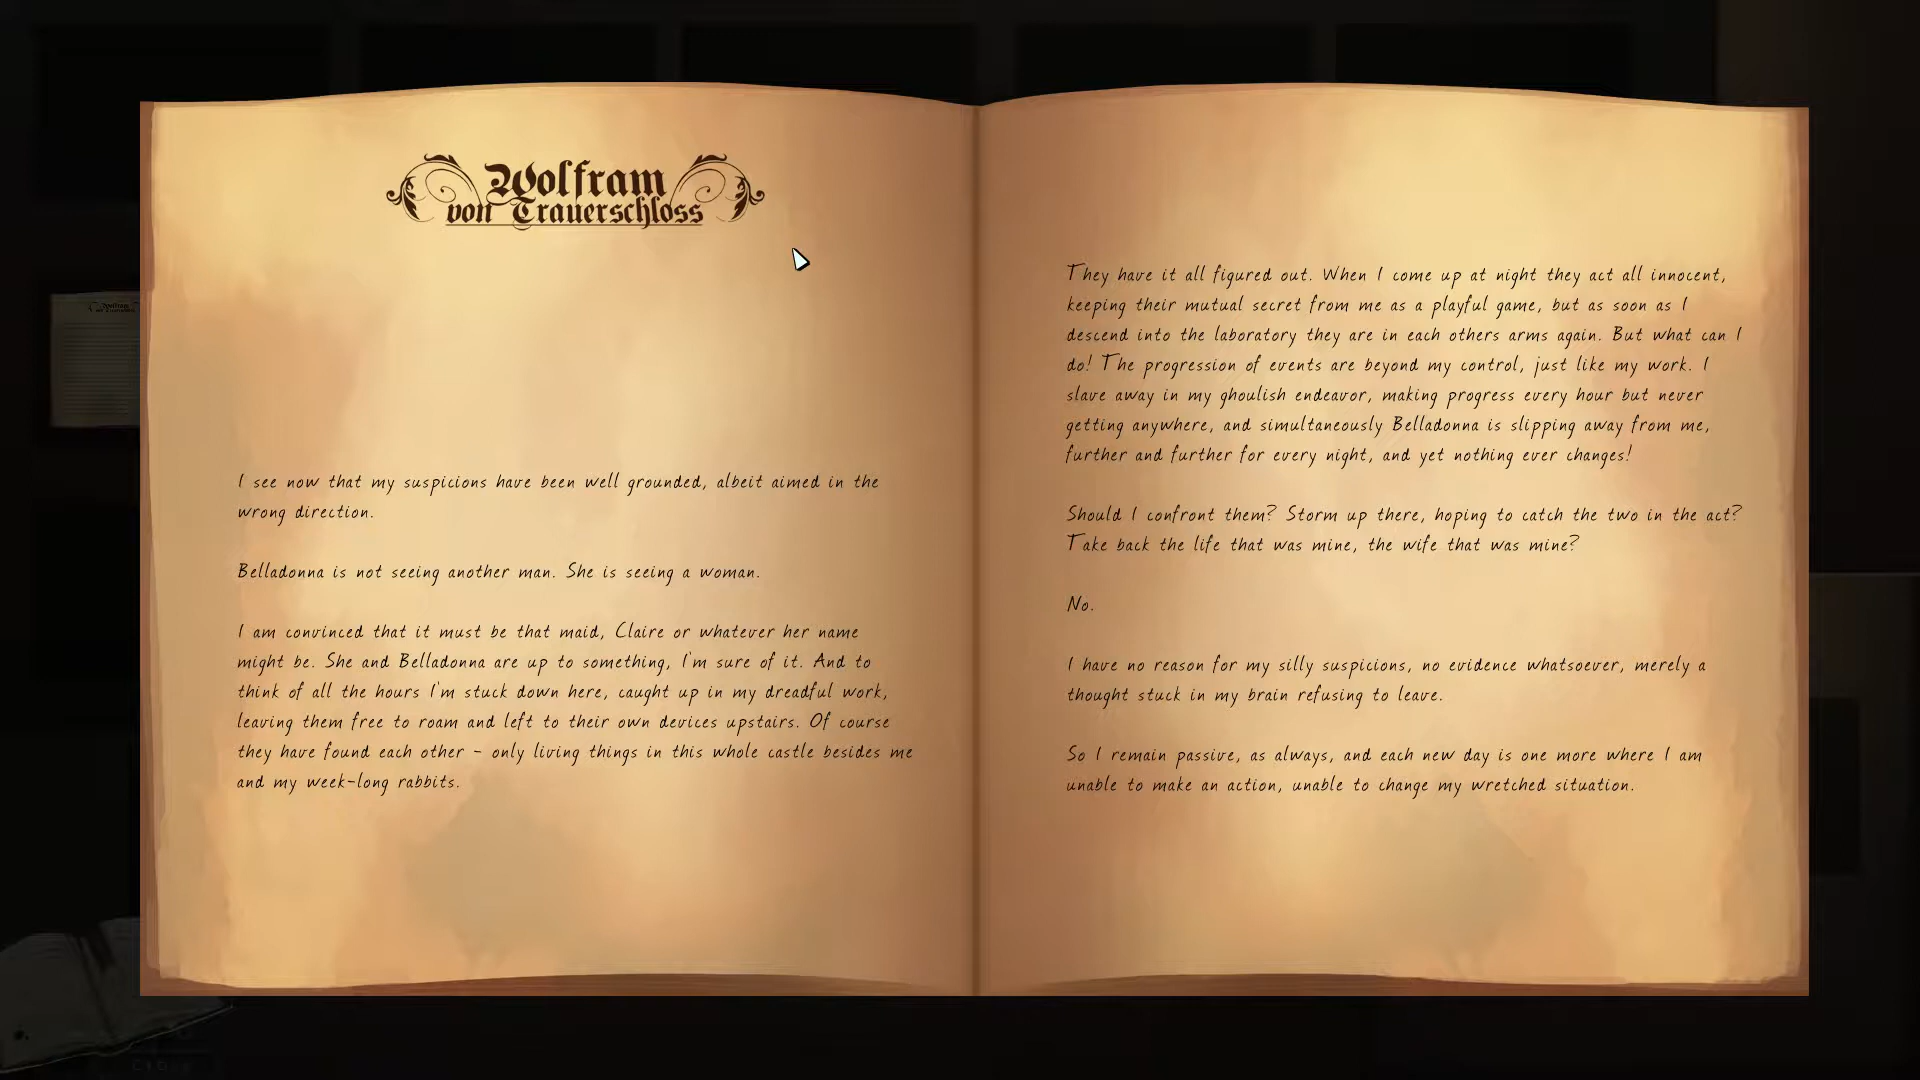 Wolfram
von Trauerschloss
I see now that my suspicions have been well grounded, albeit aimed in the
wrong direction.
Belladonna is not seeing another man. She is seeing a woman.
I am convinced that it must be that maid, Claire or whatever her name
might be. She and Belladonna are up to something, I'm sure of it. And to
think of all the hours I'm stuck down here, caught up in my dreadful work,
leaving them free to roam and left to their own devices upstairs. Of course
they have found each other - only living things in this whole castle besides me
and my week-long rabbits.
They have it all figured out. When I come up at night they act all innocent,
keeping their mutual secret from me as a playful game, but as soon as I
descend into the laboratory they are in each others arms again. But what can I
do! The progression of events are beyond my control, just like my work. I
slave away in my ghoulish endeavor, making progress every hour but never
getting anywhere, and simultaneously Belladonna is slipping away from me,
further and further for every night, and yet nothing ever changes!
Should I confront them? Storm up there, hoping to catch the two in the act?
Take back the life that was mine, the wife that was mine?
No.
I have no reason for my silly suspicions, no evidence whatsoever, merely a
thought stuck in my brain refusing to leave.
So I remain passive, as always, and each new day is one more where I am
unable to make an action, unable to change my wretched situation.